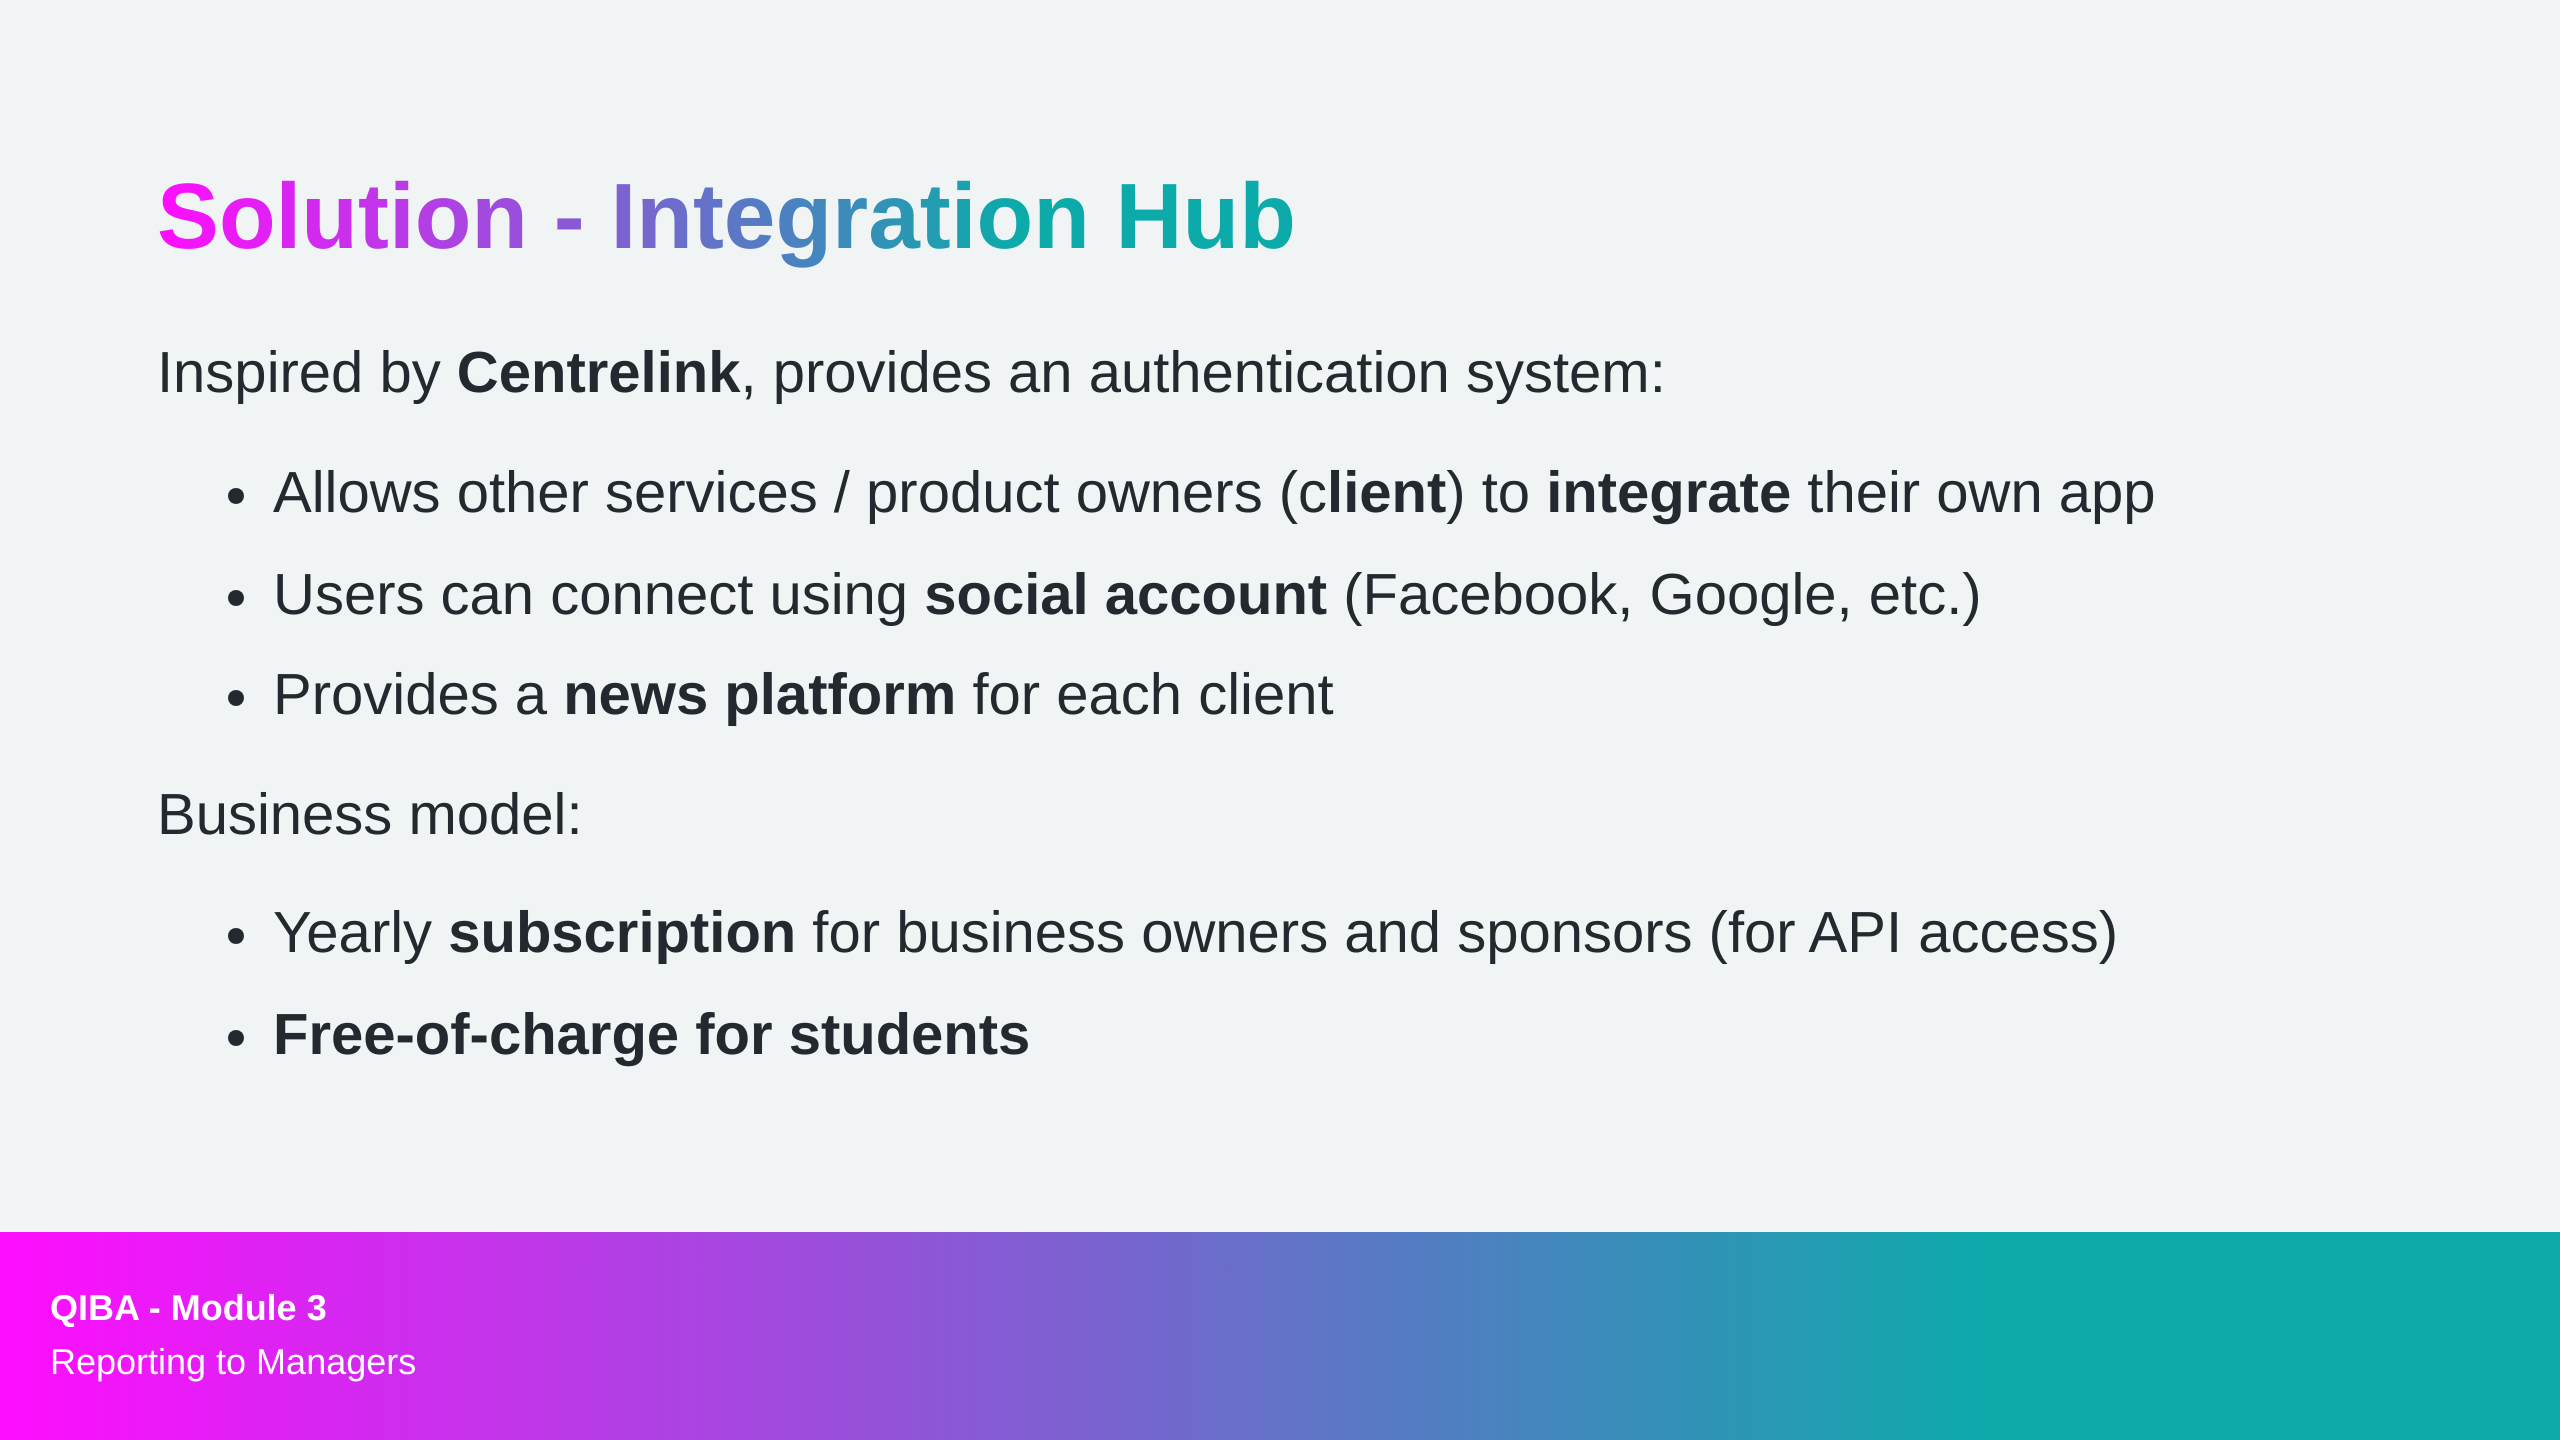 Solution - Integration Hub
Inspired by Centrelink, provides an authentication system:
• Allows other services / product owners (client) to integrate their own app
• Users can connect using social account (Facebook, Google, etc.)
• Provides a news platform for each client
Business model:
• Yearly subscription for business owners and sponsors (for API access)
• Free-of-charge for students
QIBA - Module 3
Reporting to Managers